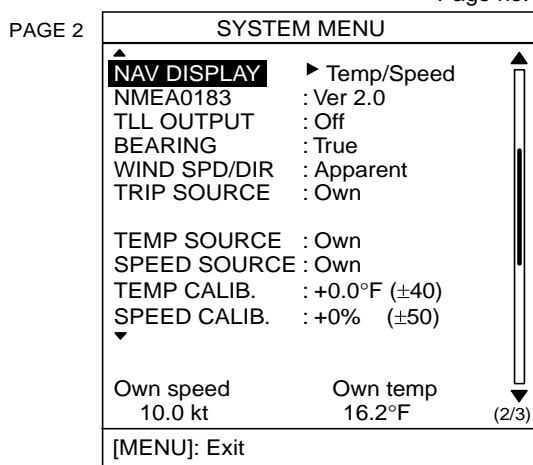 PAGE 2
SYSTEM MENU
NAV DISPLAY ▶ Temp/Speed
NMEA0183 : Ver 2.0
TLL OUTPUT : Off
BEARING : True
WIND SPD/DIR : Apparent
TRIP SOURCE : Own
TEMP SOURCE : Own
SPEED SOURCE : Own
TEMP CALIB. : +0.0°F (±40)
SPEED CALIB. : +0% (±50)
Own speed Own temp
10.0 kt 16.2°F (2/3)
[MENU]: Exit